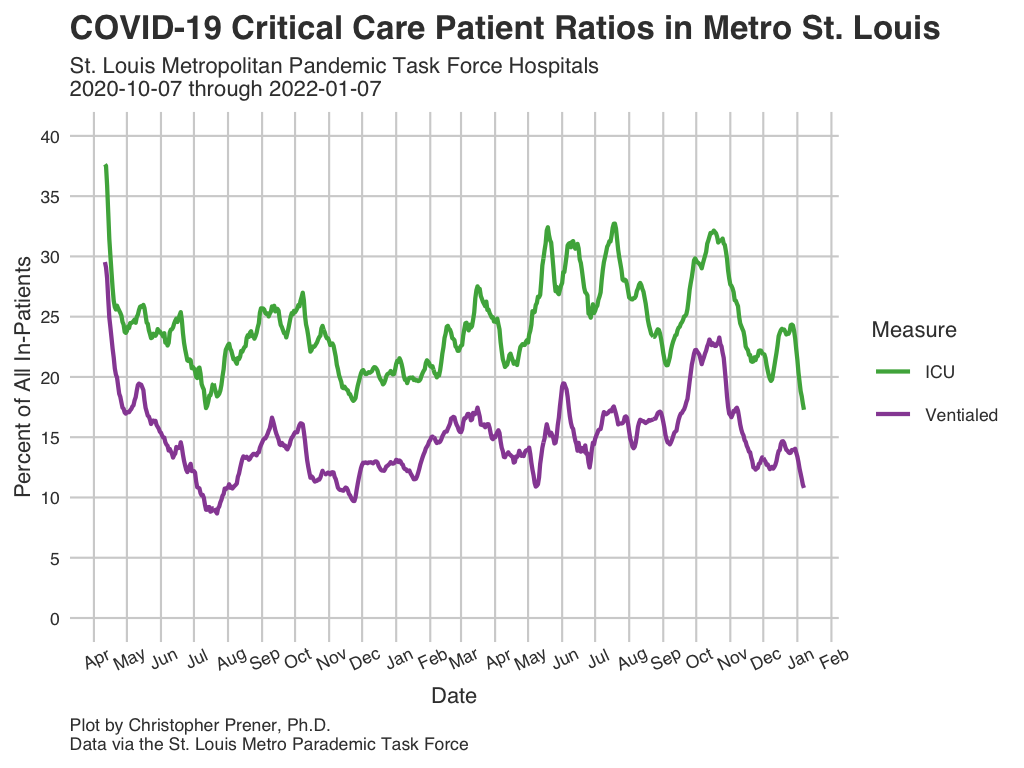 COVID-19 Critical Care Patient Ratios in Metro St. Louis
St. Louis Metropolitan Pandemic Task Force Hospitals
2020-10-07 through 2022-01-07
40
35
30
25
20
15
10
5
0
Percent of All In-Patients
Apr May Jun Jul Aug Sep Oct Nov Dec Jan Feb Mar Apr May Jun Jul Aug Sep Oct Nov Dec Jan Feb
Date
Measure
ICU
Ventialed
Plot by Christopher Prener, Ph.D.
Data via the St. Louis Metro Parademic Task Force